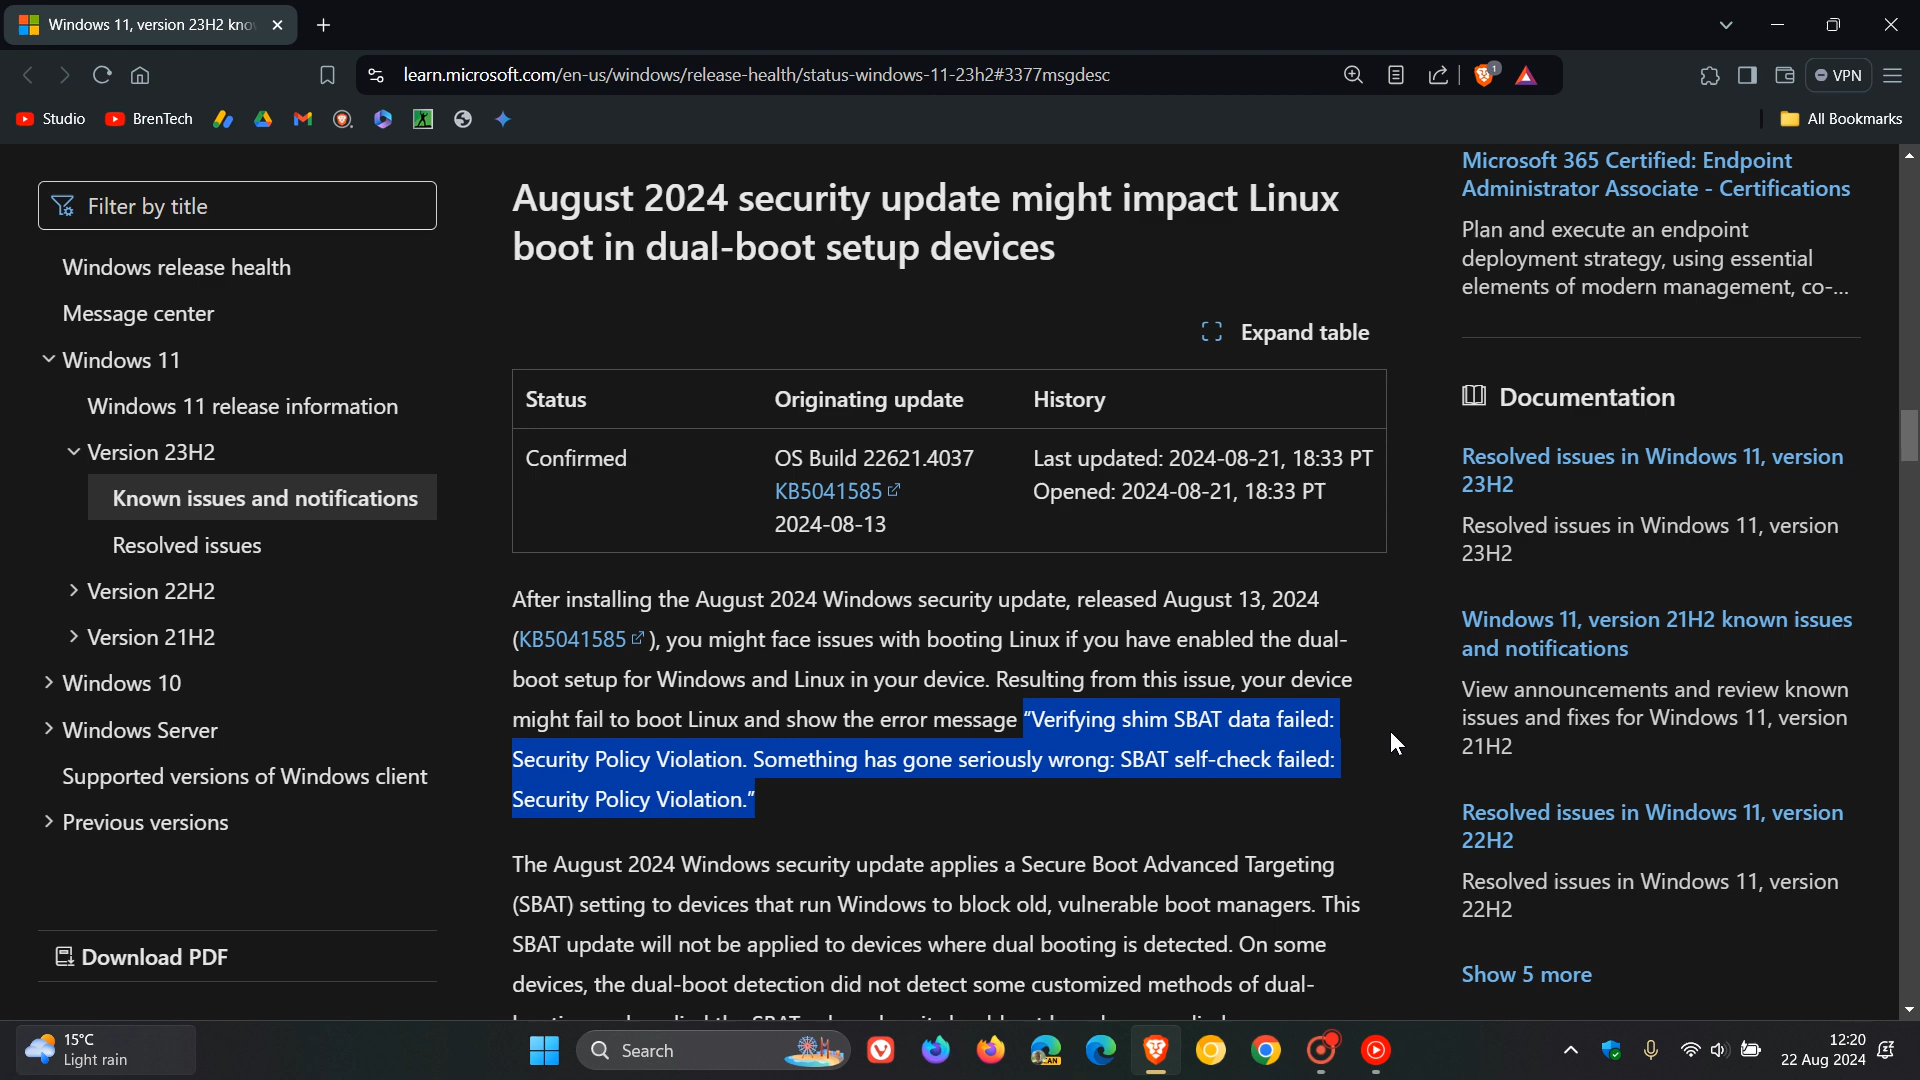 Windows 11, version 23H2 kno
learn.microsoft.com/en-us/windows/release-health/status-windows-11-23h2#3377msgdesc
1
VPN
Studio
BrenTech
All Bookmarks
Filter by title
Windows release health
Message center
Windows 11
Windows 11 release information
Version 23H2
Known issues and notifications
Resolved issues
Version 22H2
Version 21H2
Windows 10
Windows Server
Supported versions of Windows client
Previous versions
Download PDF
August 2024 security update might impact Linux
boot in dual-boot setup devices
Expand table
Status Originating update History
Confirmed OS Build 22621.4037 Last updated: 2024-08-21, 18:33 PT
KB5041585 Opened: 2024-08-21, 18:33 PT
2024-08-13
After installing the August 2024 Windows security update, released August 13, 2024
(KB5041585 ), you might face issues with booting Linux if you have enabled the dual-
boot setup for Windows and Linux in your device. Resulting from this issue, your device
might fail to boot Linux and show the error message “Verifying shim SBAT data failed:
Security Policy Violation. Something has gone seriously wrong: SBAT self-check failed:
Security Policy Violation.”
The August 2024 Windows security update applies a Secure Boot Advanced Targeting
(SBAT) setting to devices that run Windows to block old, vulnerable boot managers. This
SBAT update will not be applied to devices where dual booting is detected. On some
devices, the dual-boot detection did not detect some customized methods of dual-
Microsoft 365 Certified: Endpoint
Administrator Associate - Certifications
Plan and execute an endpoint
deployment strategy, using essential
elements of modern management, co-...
Documentation
Resolved issues in Windows 11, version
23H2
Resolved issues in Windows 11, version
23H2
Windows 11, version 21H2 known issues
and notifications
View announcements and review known
issues and fixes for Windows 11, version
21H2
Resolved issues in Windows 11, version
22H2
Resolved issues in Windows 11, version
22H2
Show 5 more
15°C
Light rain
Search
CAN
12:20
22 Aug 2024